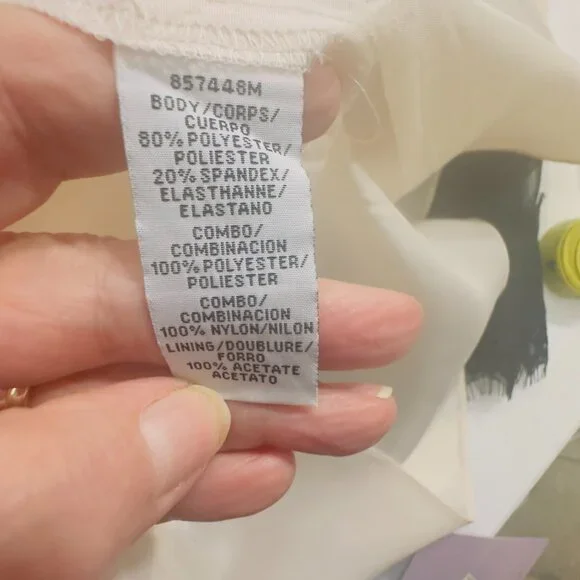 857448M
BODY/CORPS/
CUERPO
80% POLYESTER/
POLIESTER
20% SPANDEX/
ELASTHANNE/
ELASTANO
COMBO/
COMBINACION
100% POLYESTER/
POLIESTER
COMBO/
COMBINACION
100% NYLON/NILON
LINING/DOUBLURE/
FORRO
100% ACETATE
ACETATO